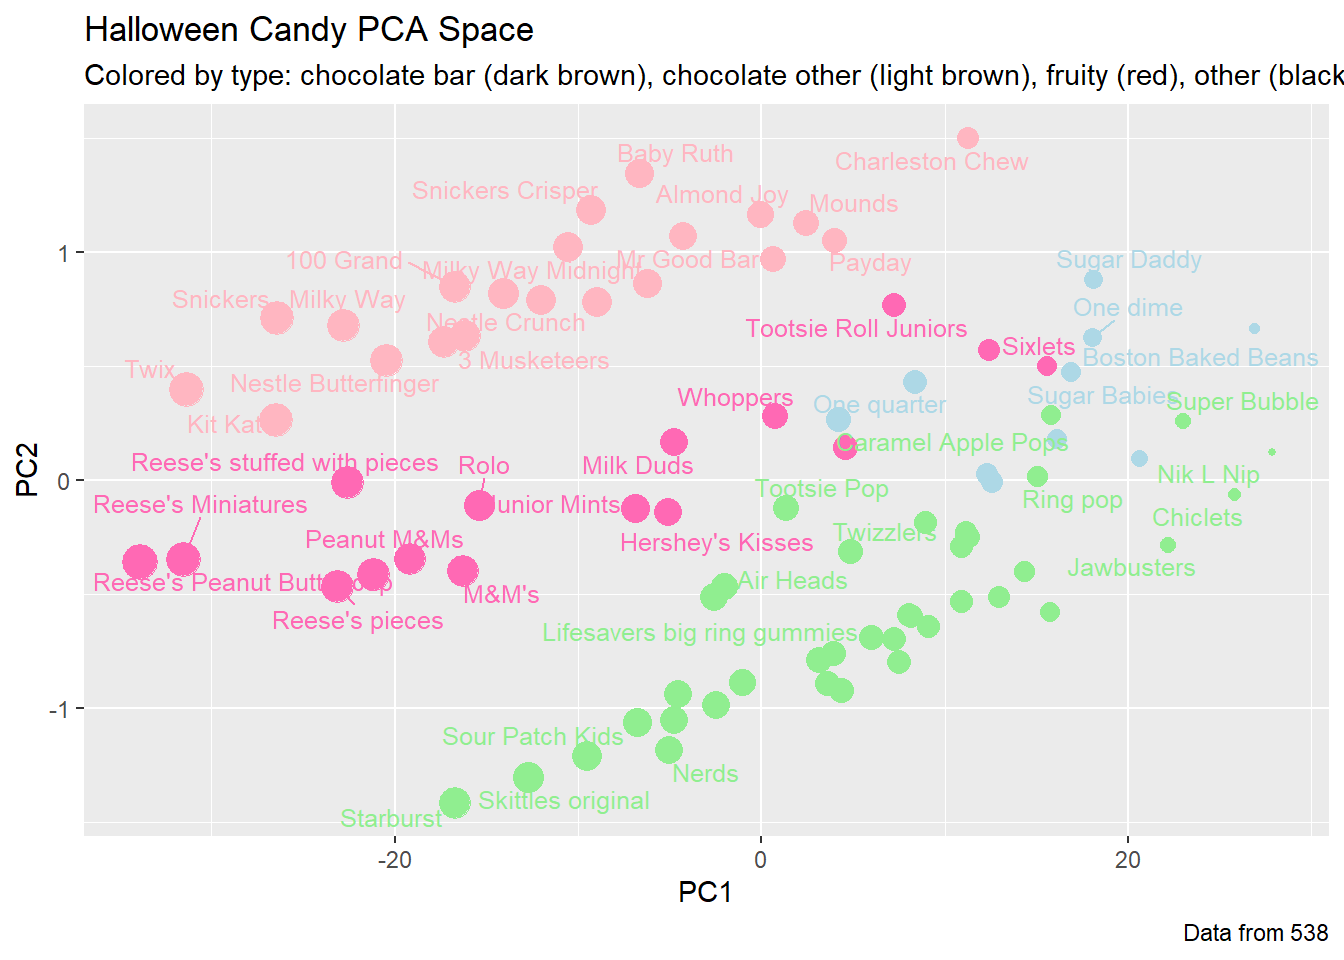 Halloween Candy PCA Space
Colored by type: chocolate bar (dark brown), chocolate other (light brown), fruity (red), other (black
Baby Ruth
Charleston Chew
Snickers Crisper
Almond Joy
Mounds
100 Grand
Milky Way Midnight
Mr Good Bar
Payday
Sugar Daddy
Snickers
Milky Way
One dime
Nestle Crunch
Tootsie Roll Juniors
Sixlets
3 Musketeers
Boston Baked Beans
Twix
Nestle Butterfinger
Whoppers
One quarter
Sugar Babies
Super Bubble
Kit Kat
Caramel Apple Pops
Reese's stuffed with pieces
Rolo
Milk Duds
Nik L Nip
Tootsie Pop
Reese's Miniatures
Junior Mints
Ring pop
Chiclets
Peanut M&Ms
Hershey's Kisses
Twizzlers
Jawbusters
Reese's Peanut Butter cup
Air Heads
M&M's
Reese's pieces
Lifesavers big ring gummies
Sour Patch Kids
Nerds
Skittles original
Starburst
1
0
-1
PC2
-20
0
20
PC1
Data from 538